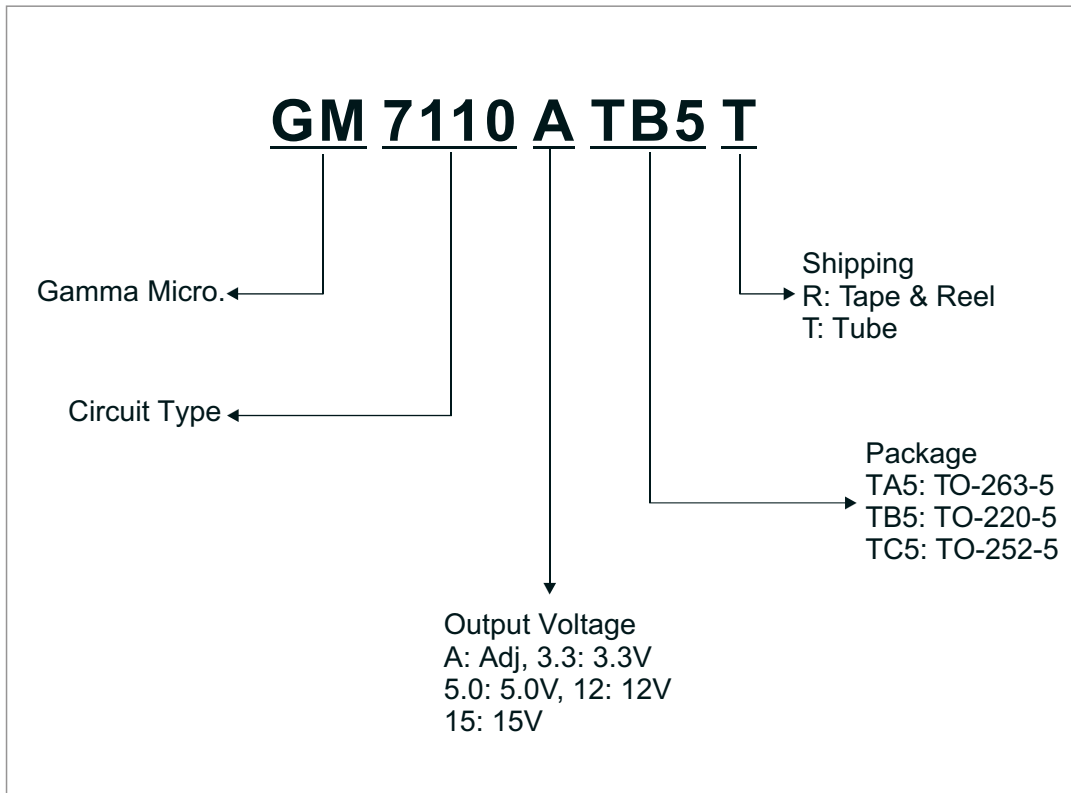 GM 7110 A TB5 T
Gamma Micro.
Shipping
R: Tape & Reel
T: Tube
Circuit Type
Package
TA5: TO-263-5
TB5: TO-220-5
TC5: TO-252-5
Output Voltage
A: Adj, 3.3: 3.3V
5.0: 5.0V, 12: 12V
15: 15V